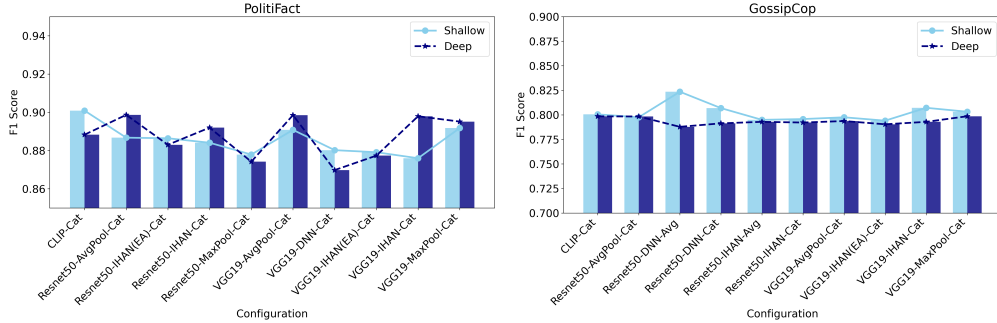 PolitiFact
F1 Score
0.94
0.92
0.90
0.88
0.86
Shallow
Deep
CLIP-Cat
Resnet50-AvgPool-Cat
Resnet50-IHAN(EA)-Cat
Resnet50-IHAN-Cat
Resnet50-MaxPool-Cat
VGG19-AvgPool-Cat
VGG19-DNN-Cat
VGG19-IHAN(EA)-Cat
VGG19-IHAN-Cat
VGG19-MaxPool-Cat
Configuration
GossipCop
F1 Score
0.900
0.875
0.850
0.825
0.800
0.775
0.750
0.725
0.700
Shallow
Deep
CLIP-Cat
Resnet50-AvgPool-Cat
Resnet50-DNN-Avg
Resnet50-DNN-Cat
Resnet50-IHAN-Avg
Resnet50-IHAN-Cat
VGG19-AvgPool-Cat
VGG19-IHAN(EA)-Cat
VGG19-IHAN-Cat
VGG19-MaxPool-Cat
Configuration